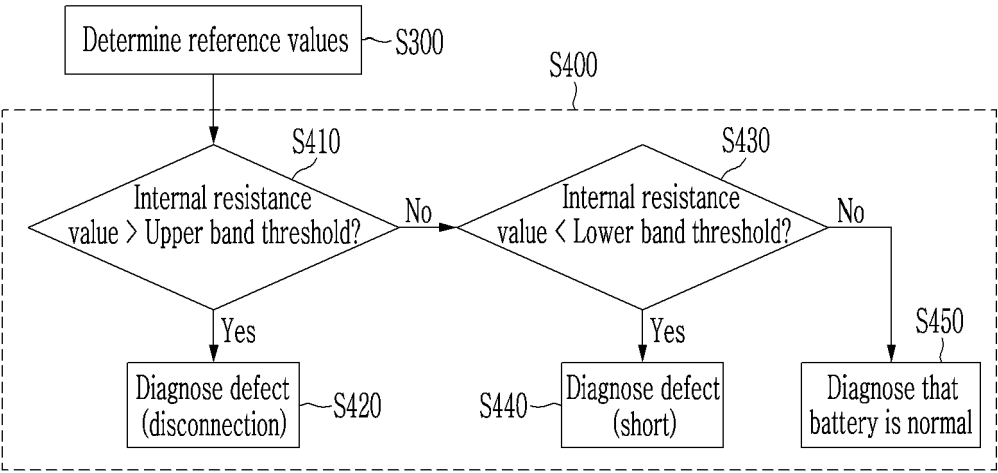 Determine reference values
S300
S400
S410
Internal resistance
value > Upper band threshold?
No
S430
Internal resistance
value < Lower band threshold?
No
Yes
Diagnose defect
(disconnection)
S420
Yes
Diagnose defect
(short)
S440
S450
Diagnose that
battery is normal